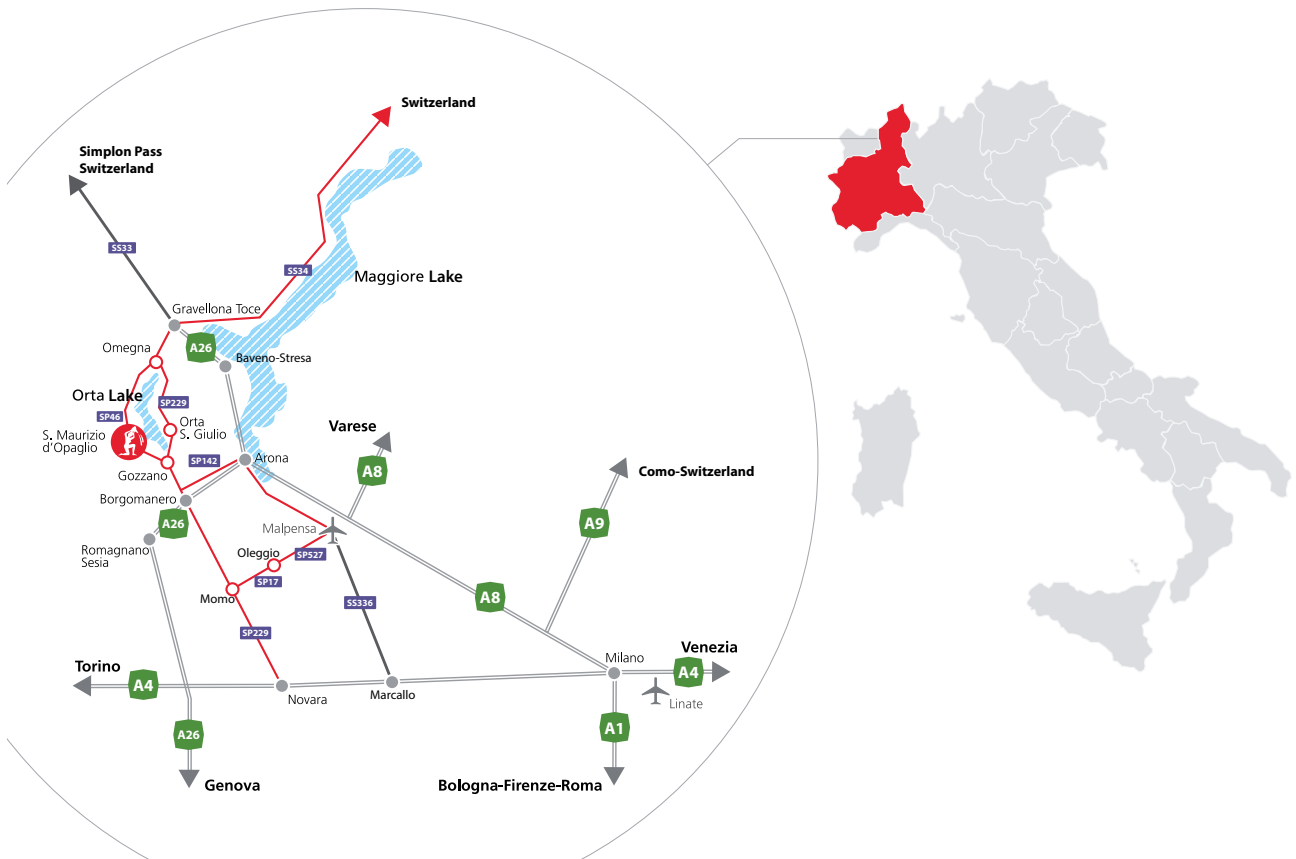 Switzerland
Simplon Pass
Switzerland
SS33
SS34
Maggiore Lake
Gravellona Toce
A26
Omegna
Baveno-Stresa
Orta Lake
SP229
SP46
Orta
S. Giulio
S. Maurizio
d'Opaglio
Varese
SP142
Arona
A8
Como-Switzerland
Gozzano
Borgomanero
A26
Malpensa
A9
Romagnano
Sesia
Oleggio
SP527
SP17
Momo
A8
SS336
SP229
Milano
Venezia
Torino
A4
A4
Novara
Marcallo
Linate
A26
A1
Genova
Bologna-Firenze-Roma